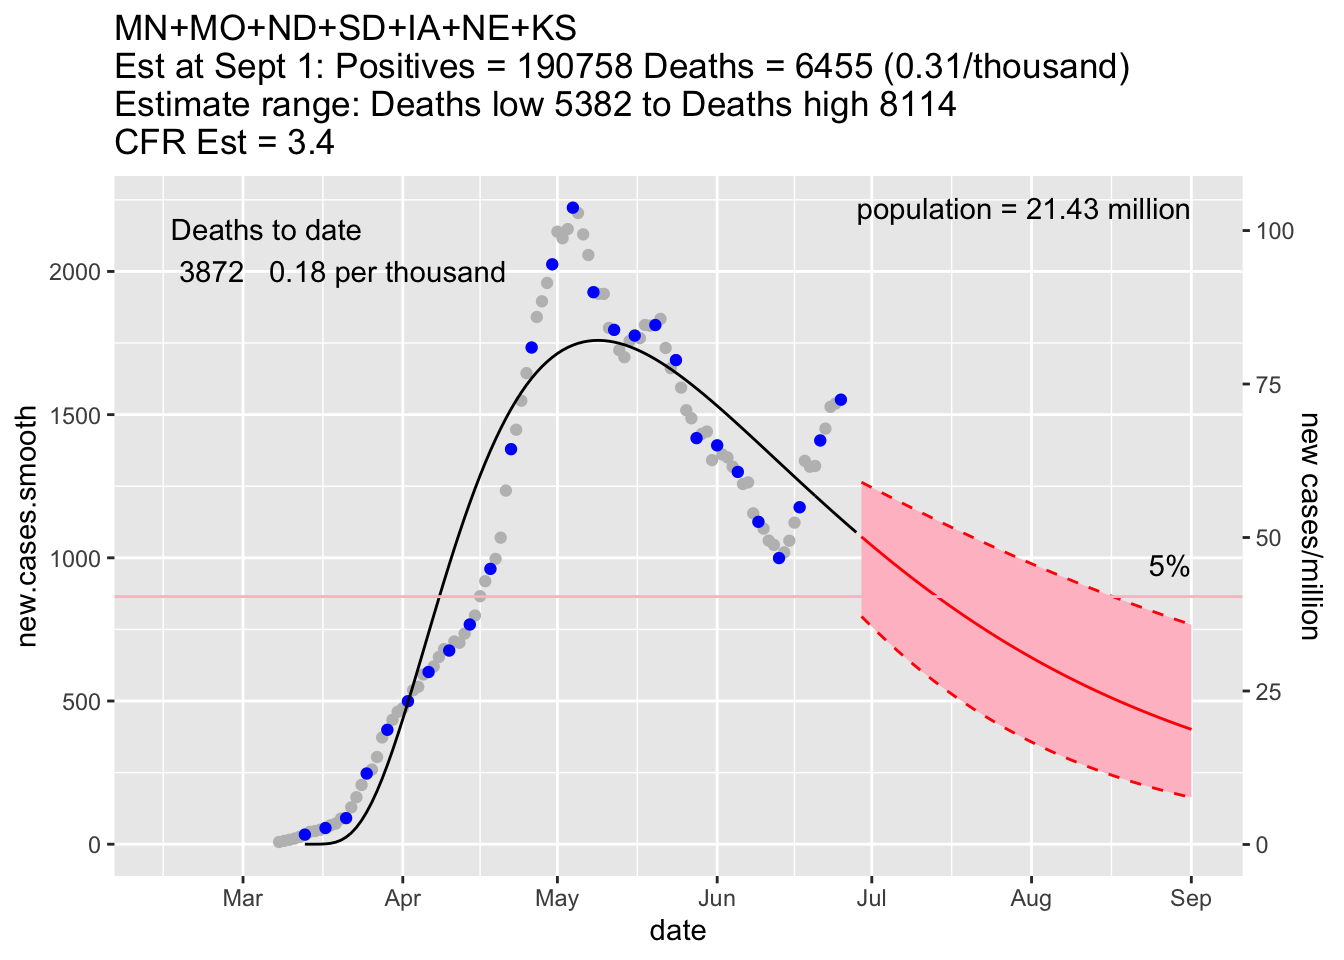 MN+MO+ND+SD+IA+NE+KS
Est at Sept 1: Positives = 190758 Deaths = 6455 (0.31/thousand)
Estimate range: Deaths low 5382 to Deaths high 8114
CFR Est = 3.4
population = 21.43 million
Deaths to date
3872 0.18 per thousand
5%
new.cases.smooth
2000
1500
1000
500
0
100
75
50
25
0
new cases/million
Mar Apr May Jun Jul Aug Sep
date